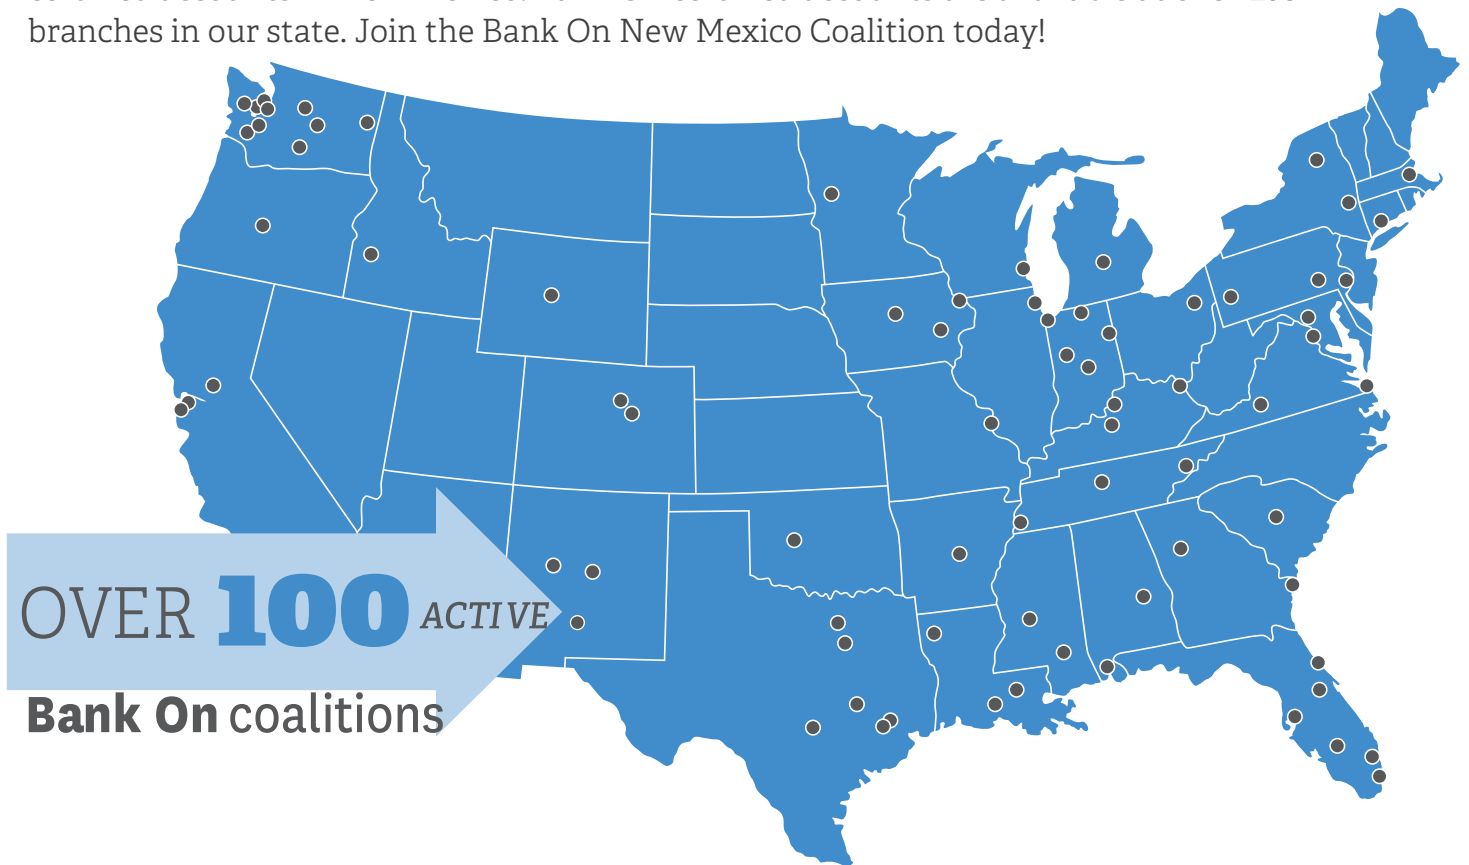 branches in our state. Join the Bank On New Mexico Coalition today!
OVER 100 ACTIVE
Bank On coalitions